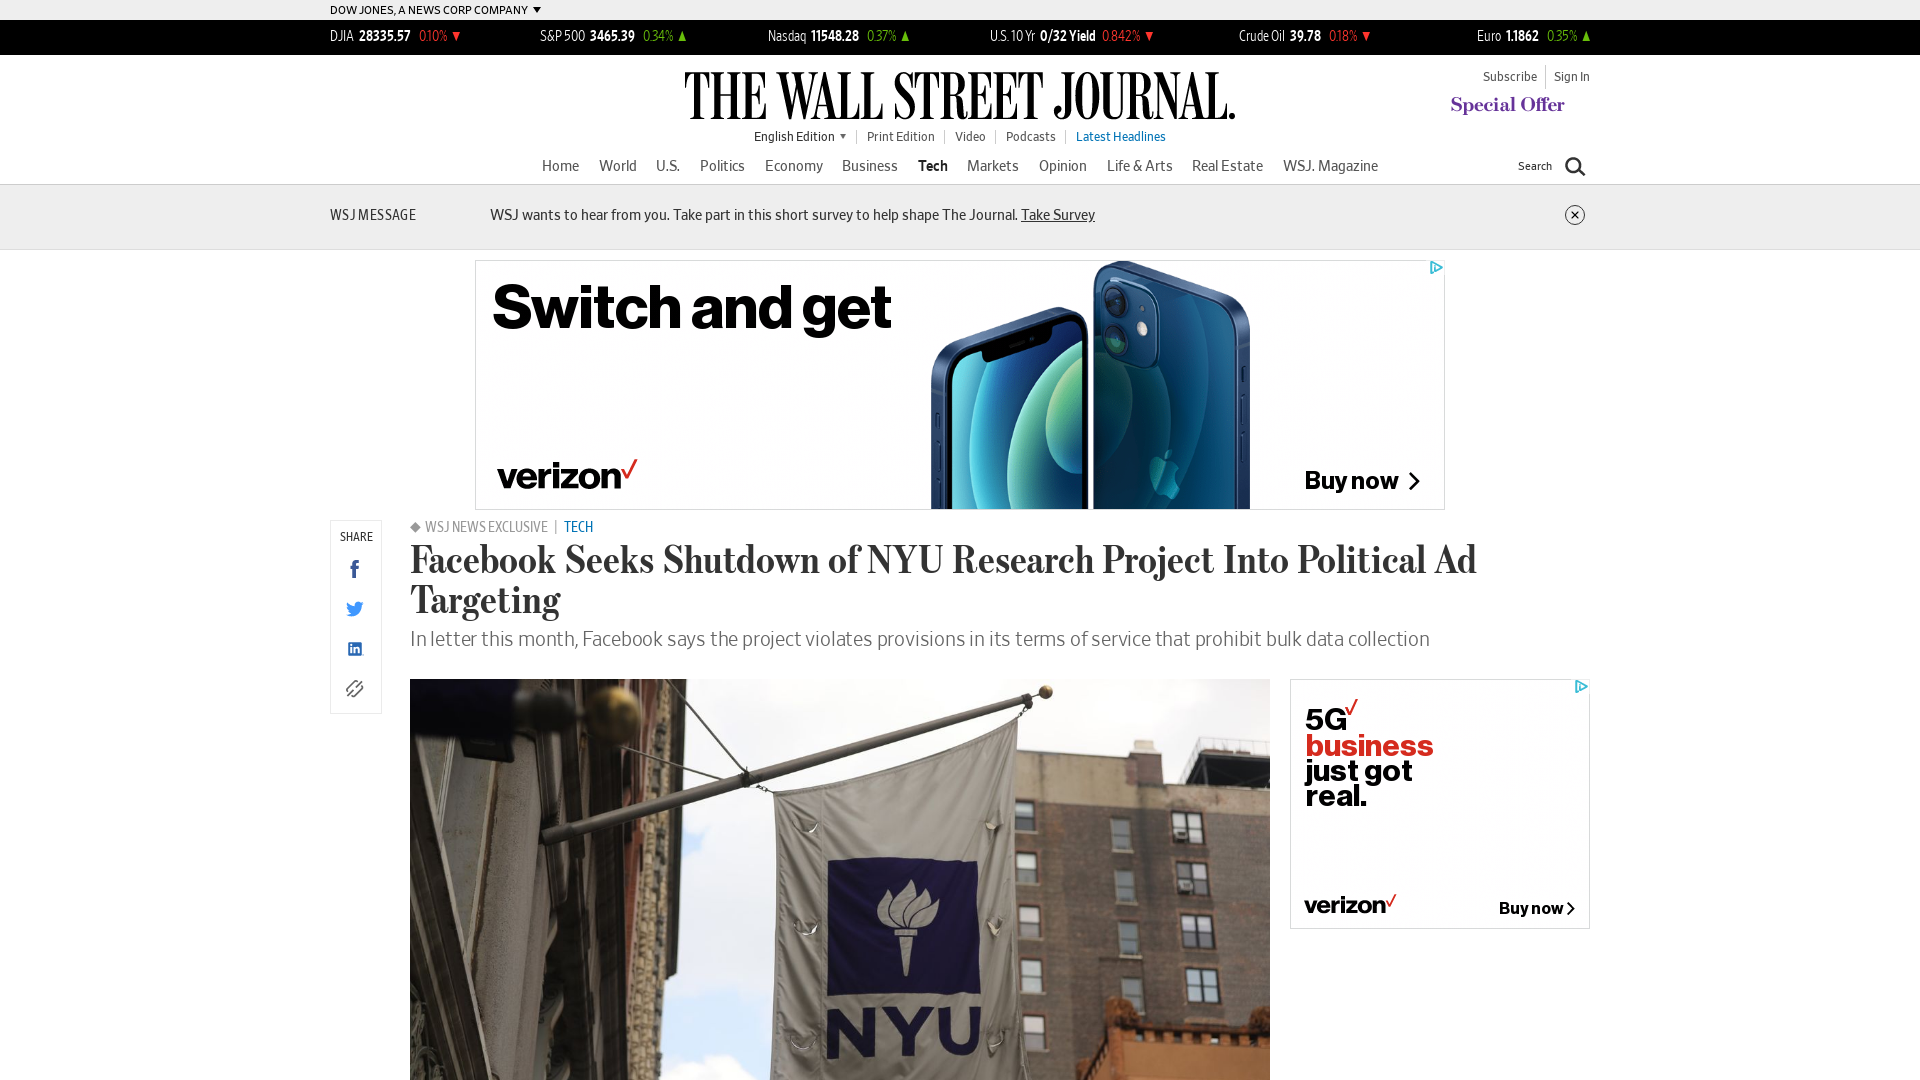 DOW JONES, A NEWS CORP COMPANY
DJIA 28335.57 0.10%
S&P 500 3465.39 0.34%
Nasdaq 11548.28 0.37%
U.S. 10 Yr 0/32 Yield 0.842%
Crude Oil 39.78 0.18%
Euro 1.1862 0.35%
THE WALL STREET JOURNAL.
Subscribe
Sign In
Special Offer
English Edition
Print Edition
Video
Podcasts
Latest Headlines
Home
World
U.S.
Politics
Economy
Business
Tech
Markets
Opinion
Life & Arts
Real Estate
WSJ. Magazine
Search
WSJ MESSAGE
WSJ wants to hear from you. Take part in this short survey to help shape The Journal. Take Survey
Switch and get
verizon
Buy now
SHARE
WSJ NEWS EXCLUSIVE | TECH
Facebook Seeks Shutdown of NYU Research Project Into Political Ad
Targeting
In letter this month, Facebook says the project violates provisions in its terms of service that prohibit bulk data collection
NYU
5G
business
just got
real.
verizon
Buy now